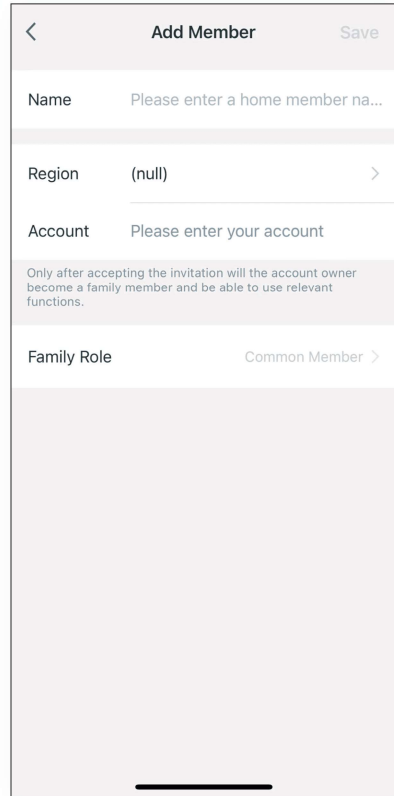 Add Member Save
Name Please enter a home member na...
Region (null)
Account Please enter your account
Only after accepting the invitation will the account owner
become a family member and be able to use relevant
functions.
Family Role Common Member